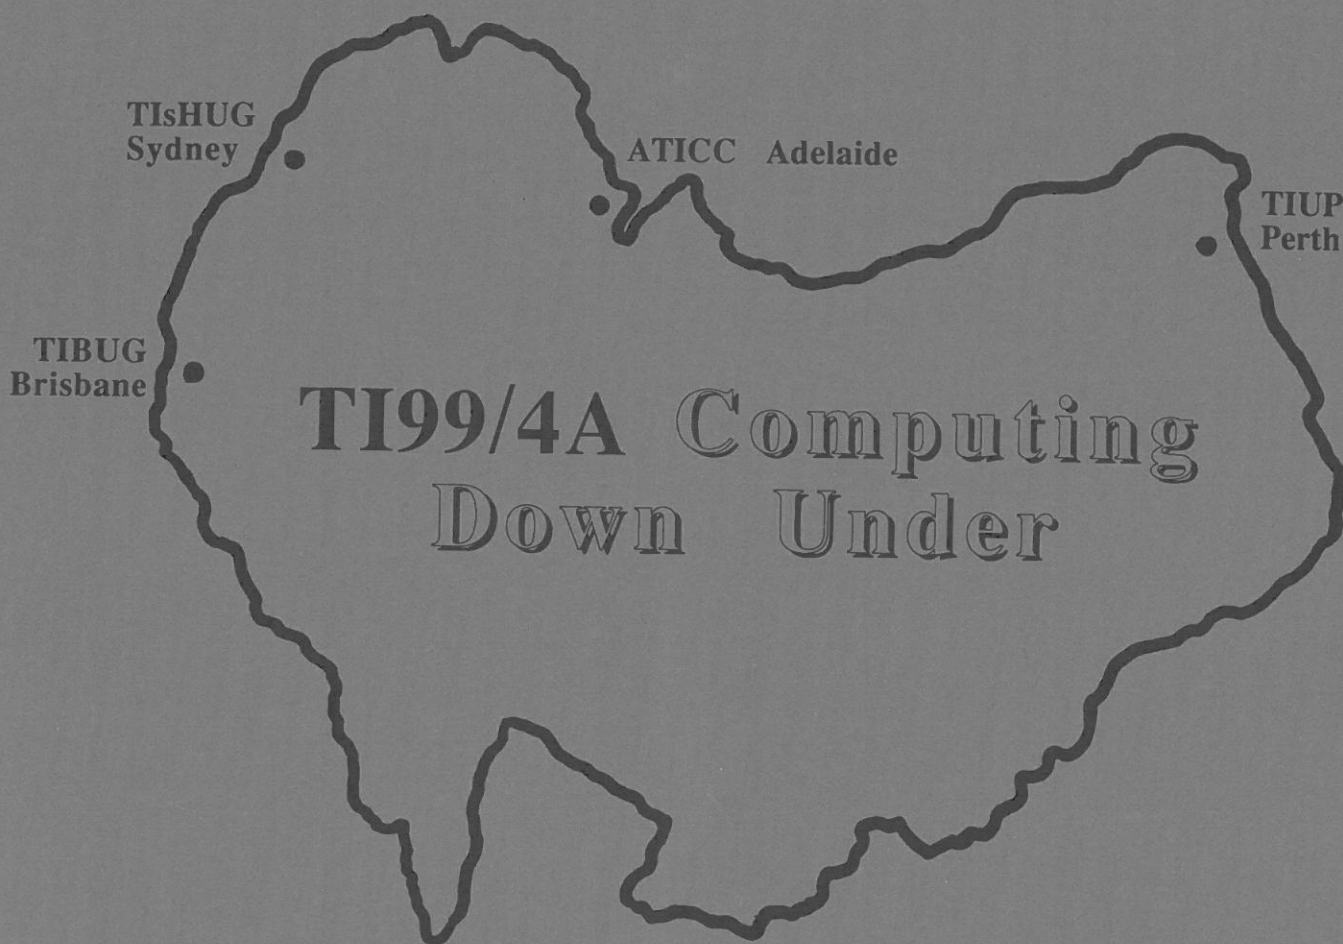 TIsHUG
Sydney
ATICC Adelaide
TIUP
Perth
TIBUG
Brisbane
TI99/4A Computing
Down Under